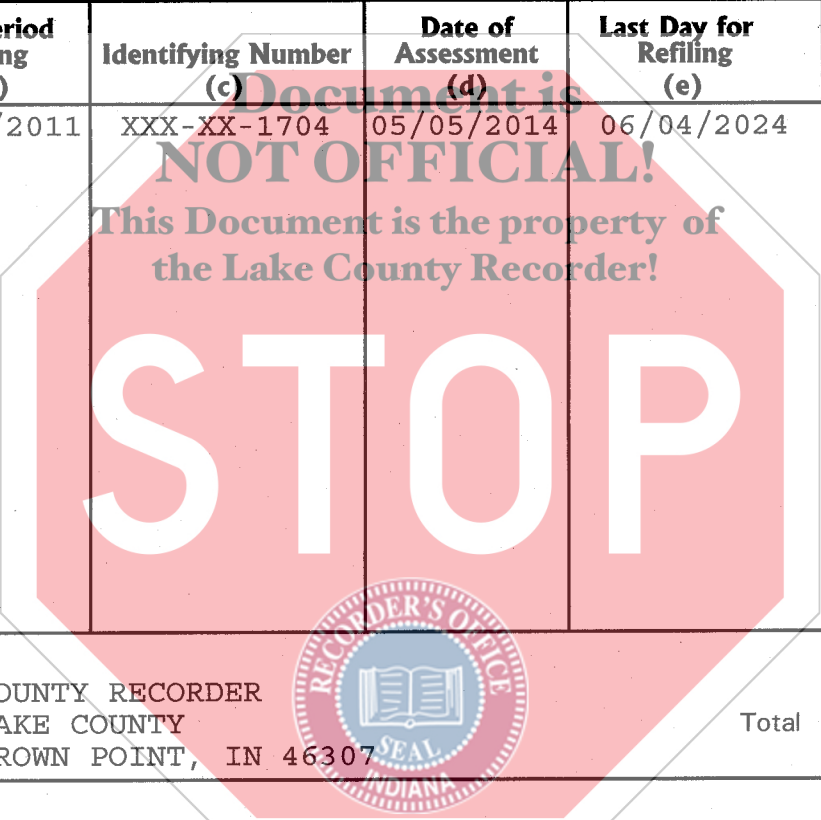 eriod
ng
)
Identifying Number
(c)
Date of
Assessment
(d)
Last Day for
Refiling
(e)
/2011 XXX-XX-1704 05/05/2014 06/04/2024
Document is
NOT OFFICIAL!
This Document is the property of
the Lake County Recorder!
STOP
RECORDER'S OFFICE
SEAL
INDIANA
OUNTY RECORDER
AKE COUNTY
ROWN POINT, IN 46307
Total